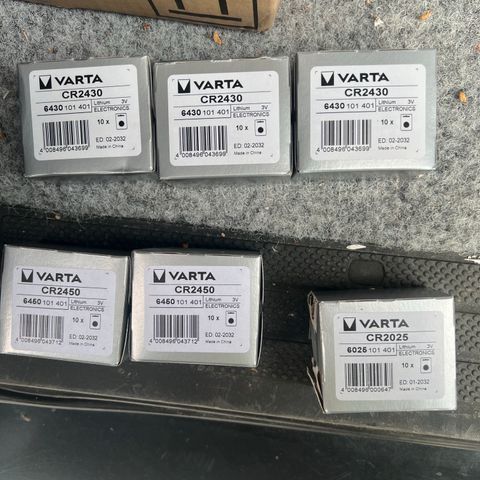 VARTA
CR2430
6430 101 401
Lithium 3V
ELECTRONICS
10 x
ED: 02-2032
Made in China
4 008496 043699
VARTA
CR2430
6430 101 401
Lithium 3V
ELECTRONICS
10 x
ED: 02-2032
Made in China
4 008496 043699
VARTA
CR2430
6430 101 401
Lithium 3V
ELECTRONICS
10 x
ED: 02-2032
Made in China
4 008496 043699
VARTA
CR2450
6450 101 401
Lithium 3V
ELECTRONICS
10 x
ED: 02-2032
Made in China
4 008496 043712
VARTA
CR2450
6450 101 401
Lithium 3V
ELECTRONICS
10 x
ED: 02-2032
Made in China
4 008496 043712
VARTA
CR2025
6025 101 401
Lithium 3V
ELECTRONICS
10 x
ED: 01-2032
Made in China
4 008496 000647